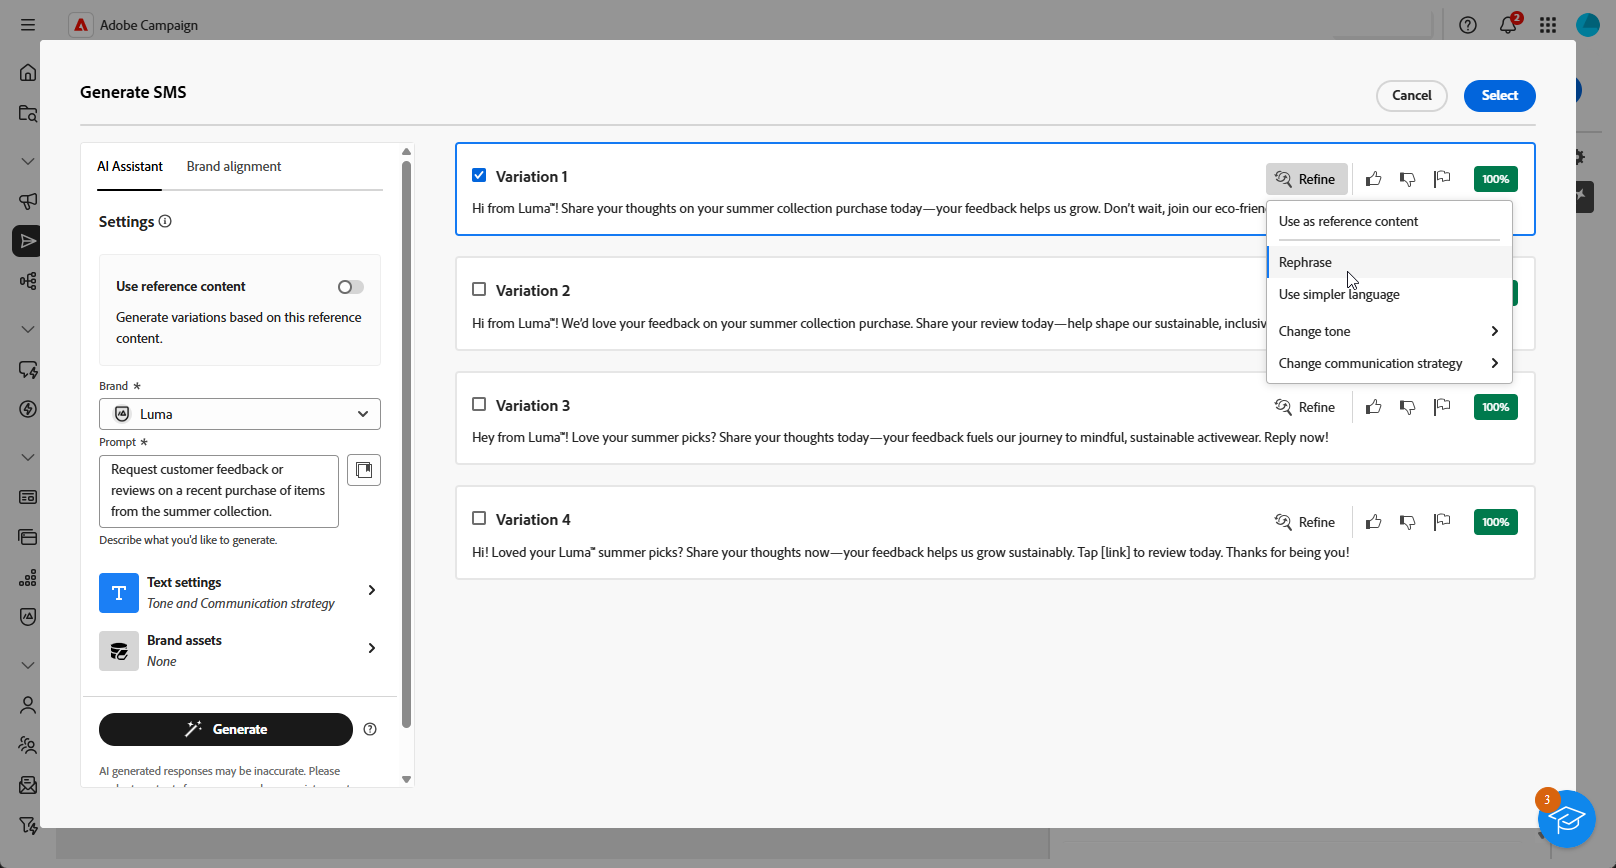 Adobe Campaign
2
Generate SMS
Cancel
Select
AI Assistant
Brand alignment
Settings
Use reference content
Generate variations based on this reference
content.
Brand *
Luma
Prompt *
Request customer feedback or
reviews on a recent purchase of items
from the summer collection.
Describe what you'd like to generate.
Text settings
Tone and Communication strategy
Brand assets
None
Generate
AI generated responses may be inaccurate. Please
Variation 1
Refine
100%
Hi from Luma™! Share your thoughts on your summer collection purchase today—your feedback helps us grow. Don't wait, join our eco-frien
Use as reference content
Rephrase
Use simpler language
Change tone
Change communication strategy
Variation 2
Hi from Luma™! We'd love your feedback on your summer collection purchase. Share your review today—help shape our sustainable, inclusiv
Variation 3
Refine
100%
Hey from Luma™! Love your summer picks? Share your thoughts today—your feedback fuels our journey to mindful, sustainable activewear. Reply now!
Variation 4
Refine
100%
Hi! Loved your Luma™ summer picks? Share your thoughts now—your feedback helps us grow sustainably. Tap [link] to review today. Thanks for being you!
3